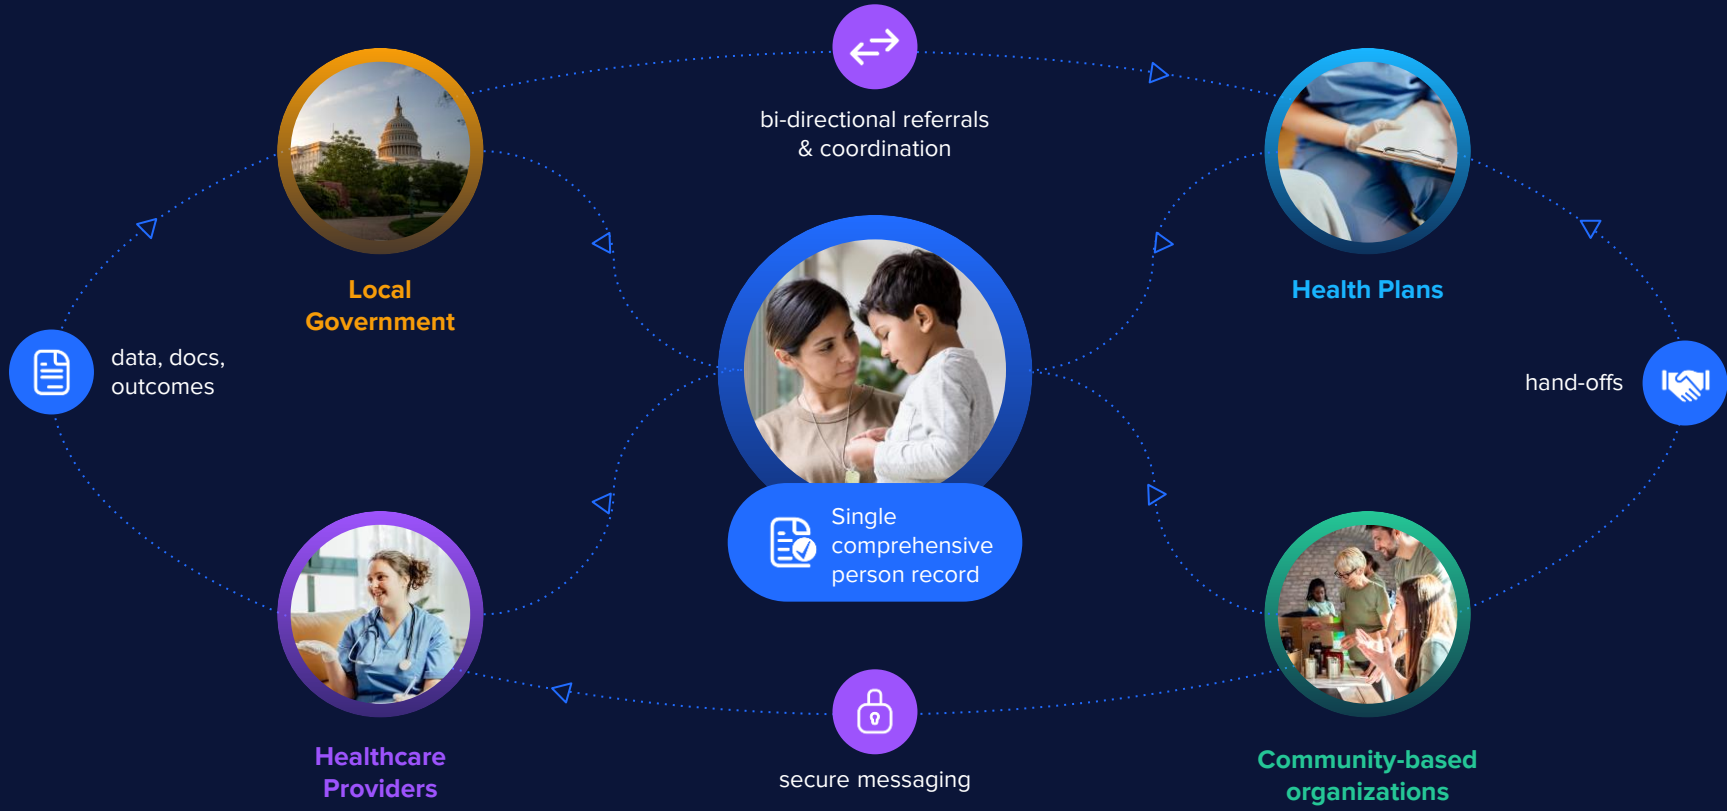 bi-directional referrals
& coordination
Local
Government
Health Plans
data, docs,
outcomes
hand-offs
Single
comprehensive
person record
Healthcare
Providers
secure messaging
Community-based
organizations